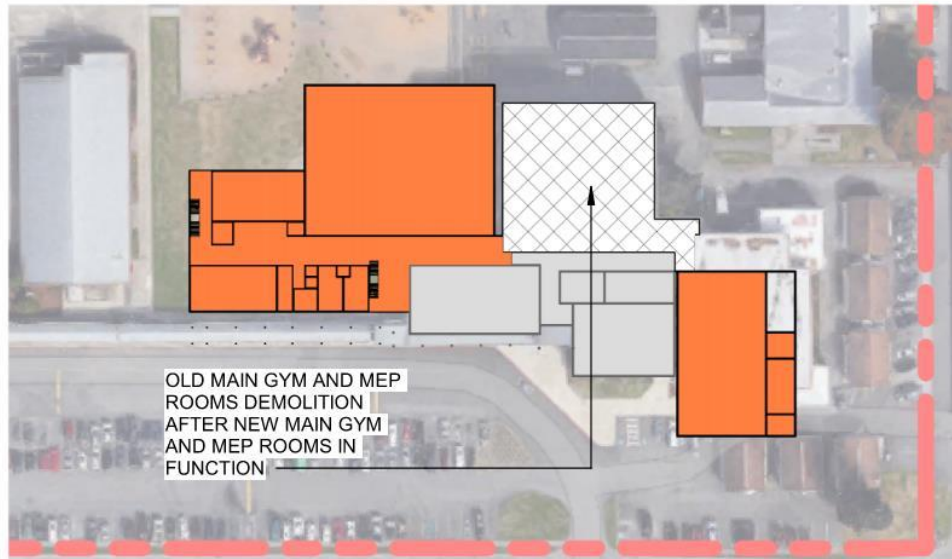 OLD MAIN GYM AND MEP
ROOMS DEMOLITION
AFTER NEW MAIN GYM
AND MEP ROOMS IN
FUNCTION